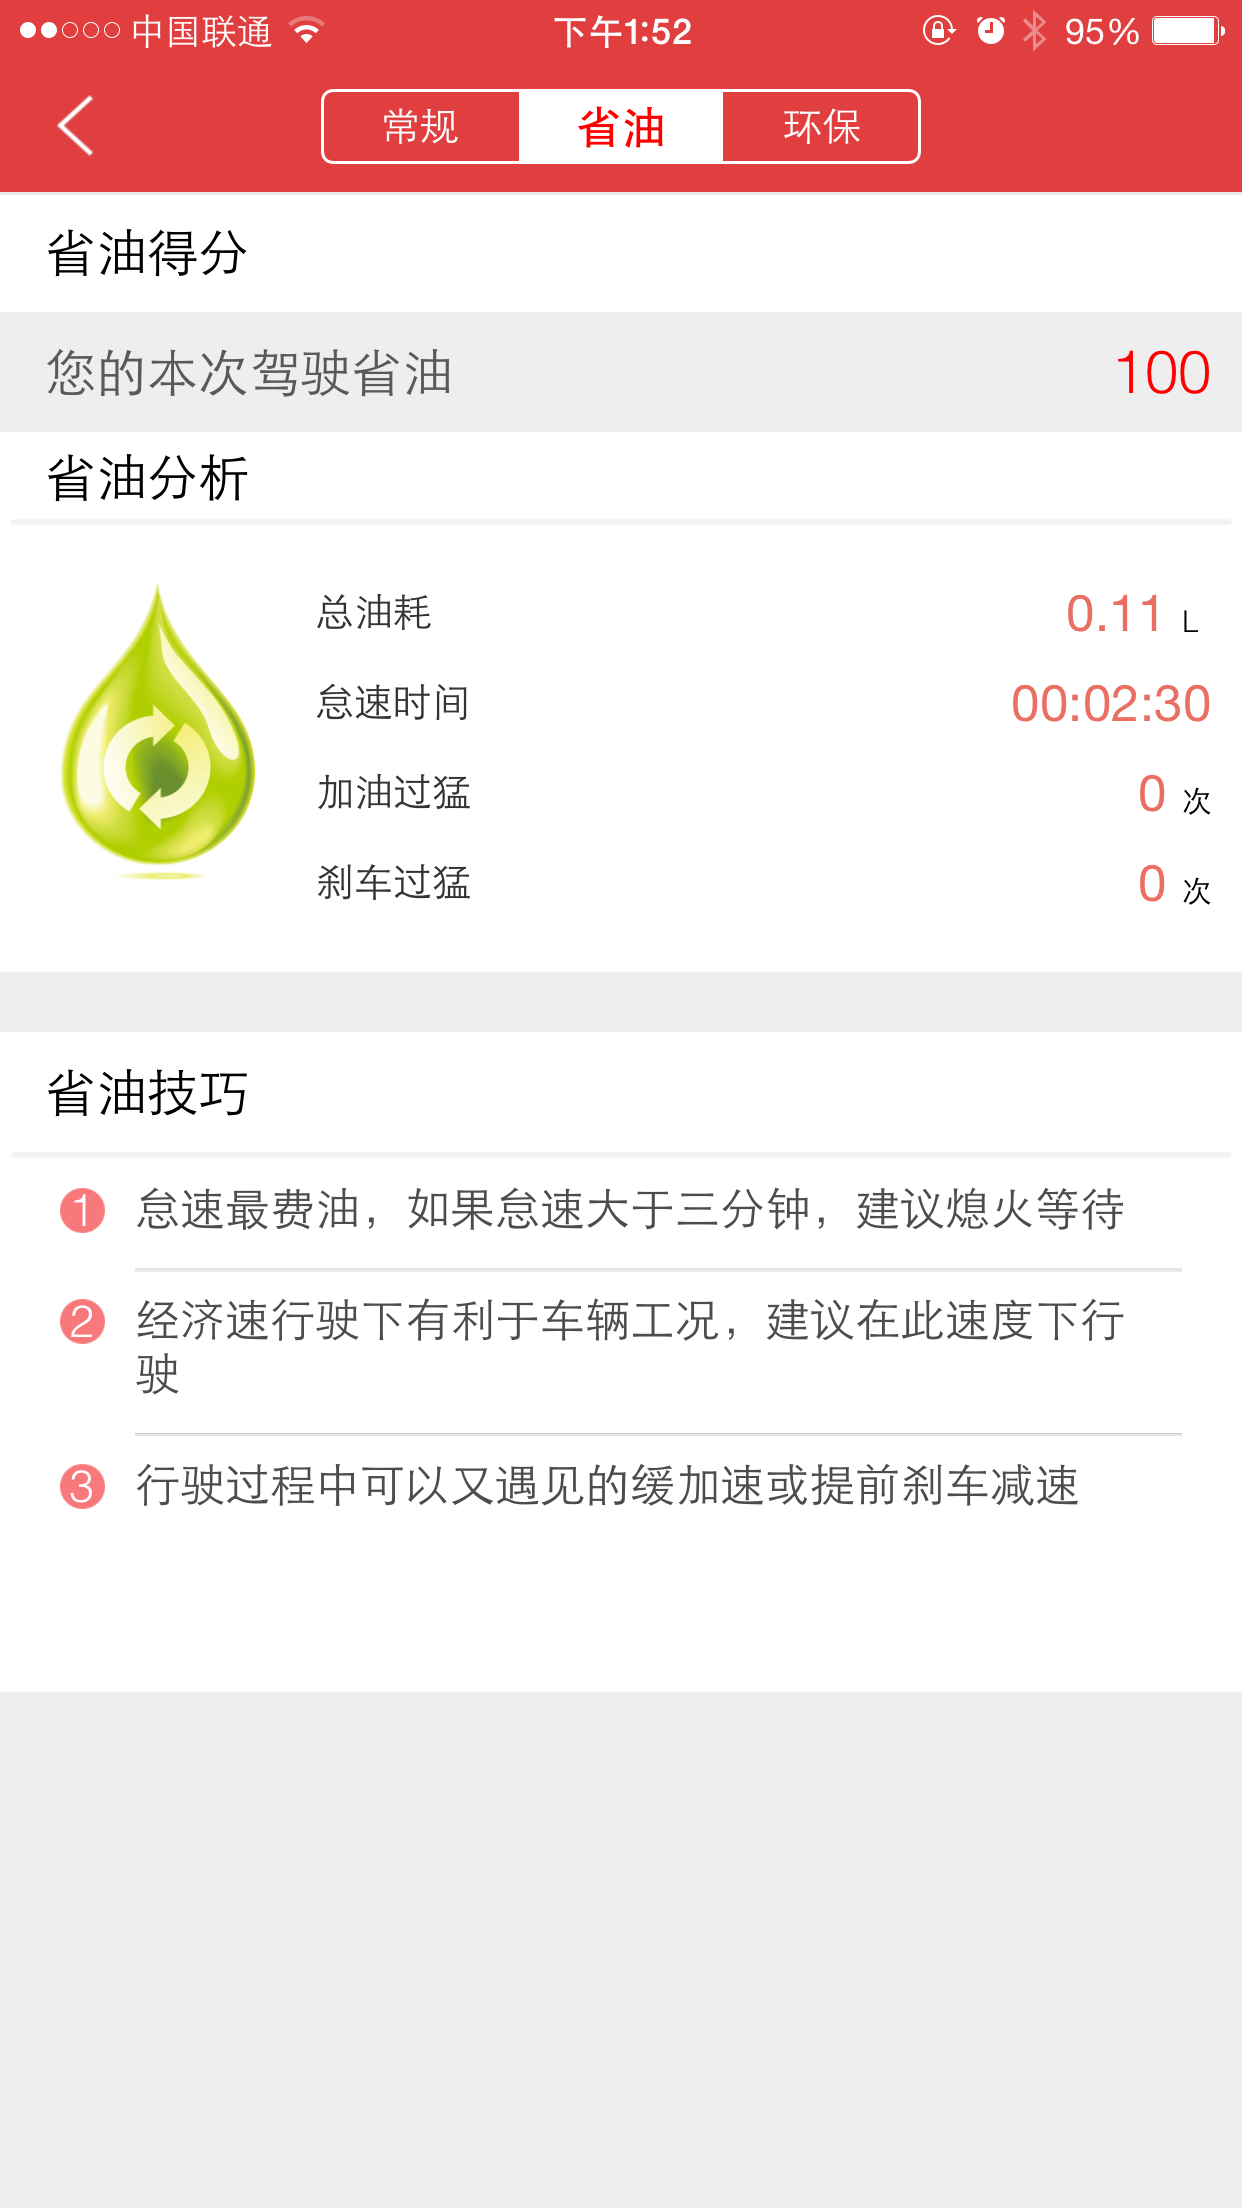 中国联通 下午1:52 95%
常规 省油 环保
省油得分
您的本次驾驶省油 100
省油分析
总油耗 0.11 L
怠速时间 00:02:30
加油过猛 0 次
刹车过猛 0 次
省油技巧
1 怠速最费油，如果怠速大于三分钟，建议熄火等待
2 经济速行驶下有利于车辆工况，建议在此速度下行
驶
3 行驶过程中可以又遇见的缓加速或提前刹车减速